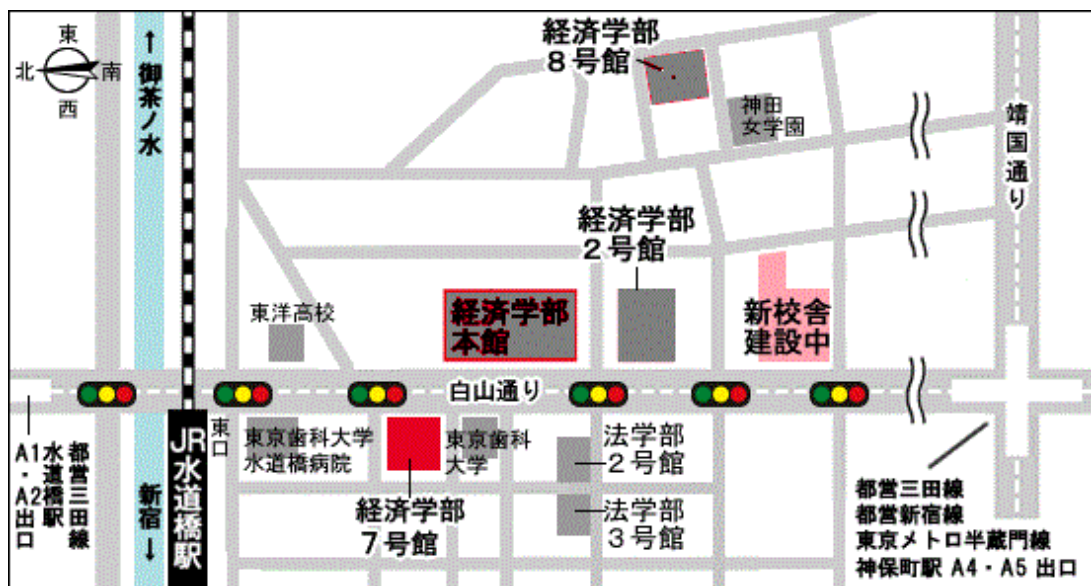 東
北
南
西
↑御茶ノ水
新宿↓
JR水道橋駅
東口
都営三田線
水道橋駅
A1・A2出口
経済学部
8号館
神田
女学園
靖国通り
経済学部
2号館
東洋高校
経済学部
本館
新校舎
建設中
白山通り
東京歯科大学
水道橋病院
東京歯科
大学
経済学部
7号館
法学部
2号館
法学部
3号館
都営三田線
都営新宿線
東京メトロ半蔵門線
神保町駅 A4・A5 出口